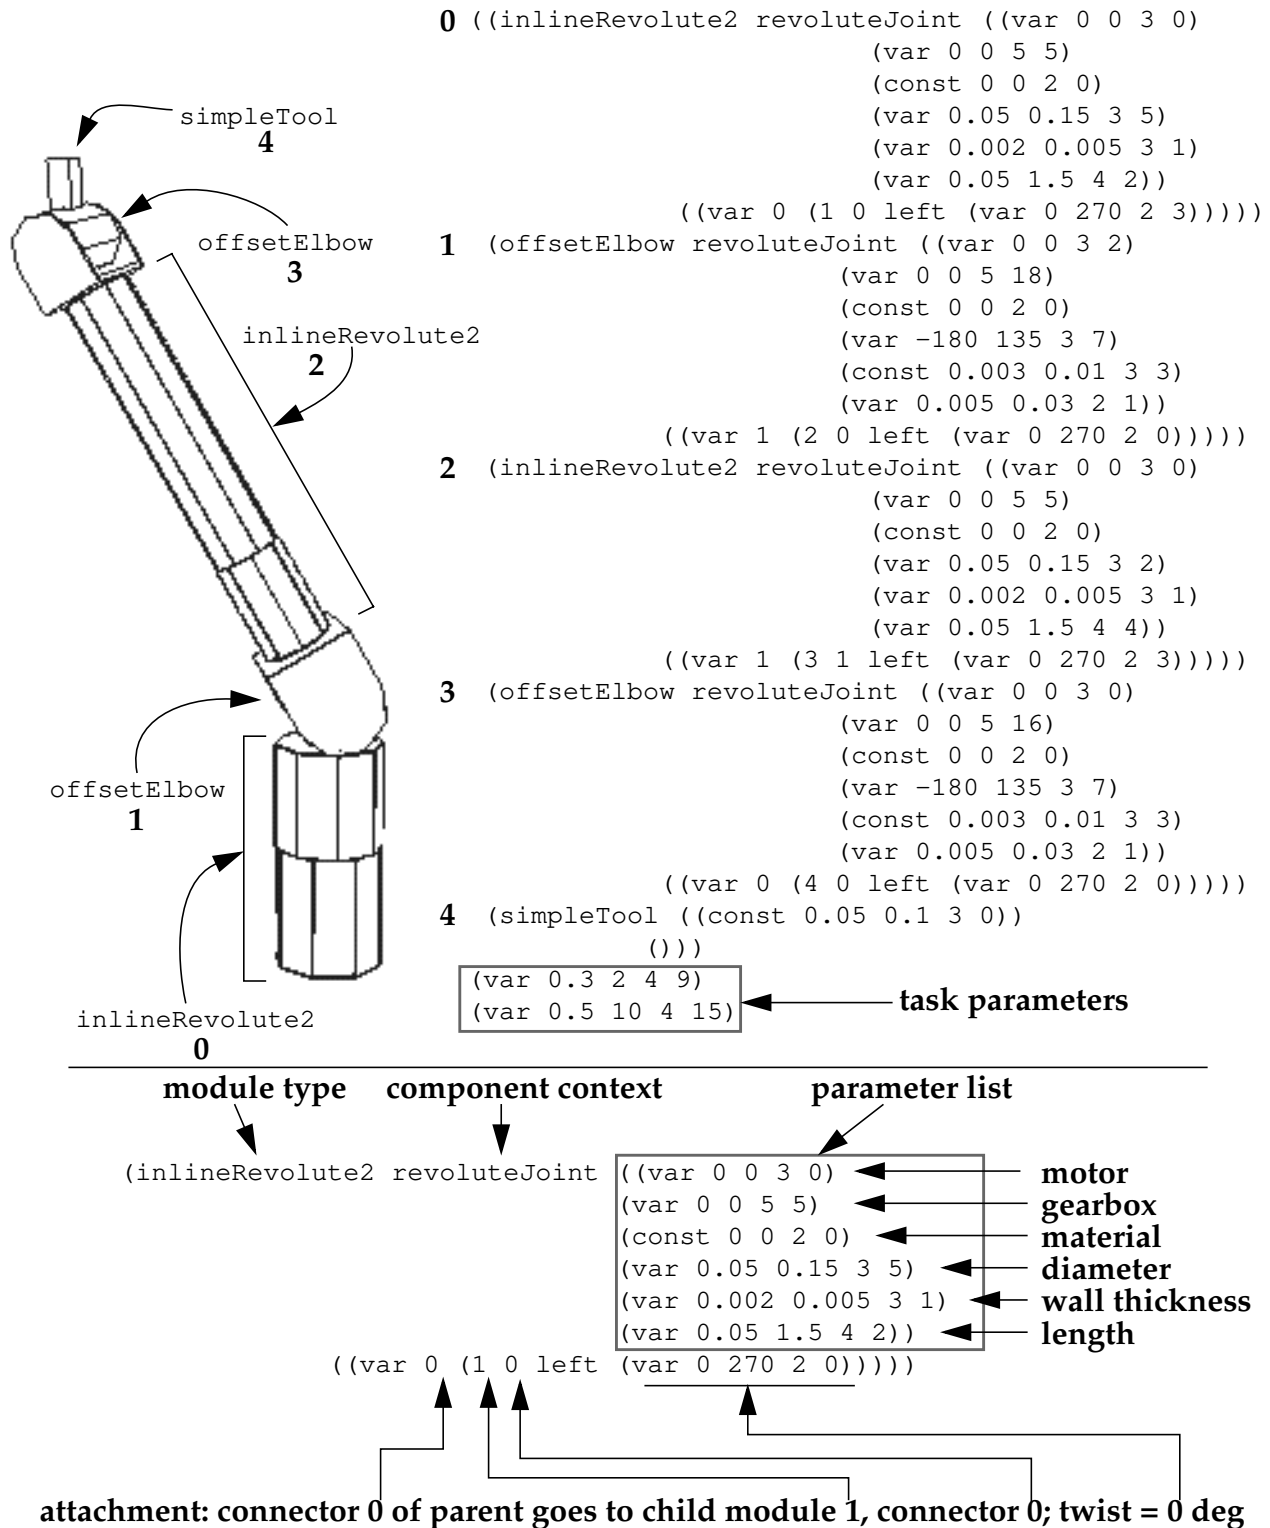 0 ((inlineRevolute2 revoluteJoint ((var 0 0 3 0)
(var 0 0 5 5)
(const 0 0 2 0)
(var 0.05 0.15 3 5)
(var 0.002 0.005 3 1)
(var 0.05 1.5 4 2))
((var 0 (1 0 left (var 0 270 2 3)))))
1 (offsetElbow revoluteJoint ((var 0 0 3 2)
(var 0 0 5 18)
(const 0 0 2 0)
(var −180 135 3 7)
(const 0.003 0.01 3 3)
(var 0.005 0.03 2 1))
((var 1 (2 0 left (var 0 270 2 0)))))
2 (inlineRevolute2 revoluteJoint ((var 0 0 3 0)
(var 0 0 5 5)
(const 0 0 2 0)
(var 0.05 0.15 3 2)
(var 0.002 0.005 3 1)
(var 0.05 1.5 4 4))
((var 1 (3 1 left (var 0 270 2 3)))))
3 (offsetElbow revoluteJoint ((var 0 0 3 0)
(var 0 0 5 16)
(const 0 0 2 0)
(var −180 135 3 7)
(const 0.003 0.01 3 3)
(var 0.005 0.03 2 1))
((var 0 (4 0 left (var 0 270 2 0)))))
4 (simpleTool ((const 0.05 0.1 3 0))
()))
(var 0.3 2 4 9)
(var 0.5 10 4 15)
task parameters
simpleTool
4
offsetElbow
3
inlineRevolute2
2
offsetElbow
1
inlineRevolute2
0
module type component context parameter list
(inlineRevolute2 revoluteJoint ((var 0 0 3 0) motor
(var 0 0 5 5) gearbox
(const 0 0 2 0) material
(var 0.05 0.15 3 5) diameter
(var 0.002 0.005 3 1) wall thickness
(var 0.05 1.5 4 2)) length
((var 0 (1 0 left (var 0 270 2 0)))))
attachment: connector 0 of parent goes to child module 1, connector 0; twist = 0 deg